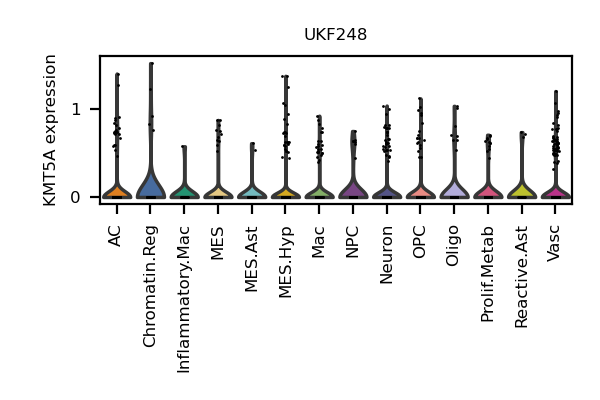 UKF248
KMT5A expression
1
0
AC
Chromatin.Reg
Inflammatory.Mac
MES
MES.Ast
MES.Hyp
Mac
NPC
Neuron
OPC
Oligo
Prolif.Metab
Reactive.Ast
Vasc